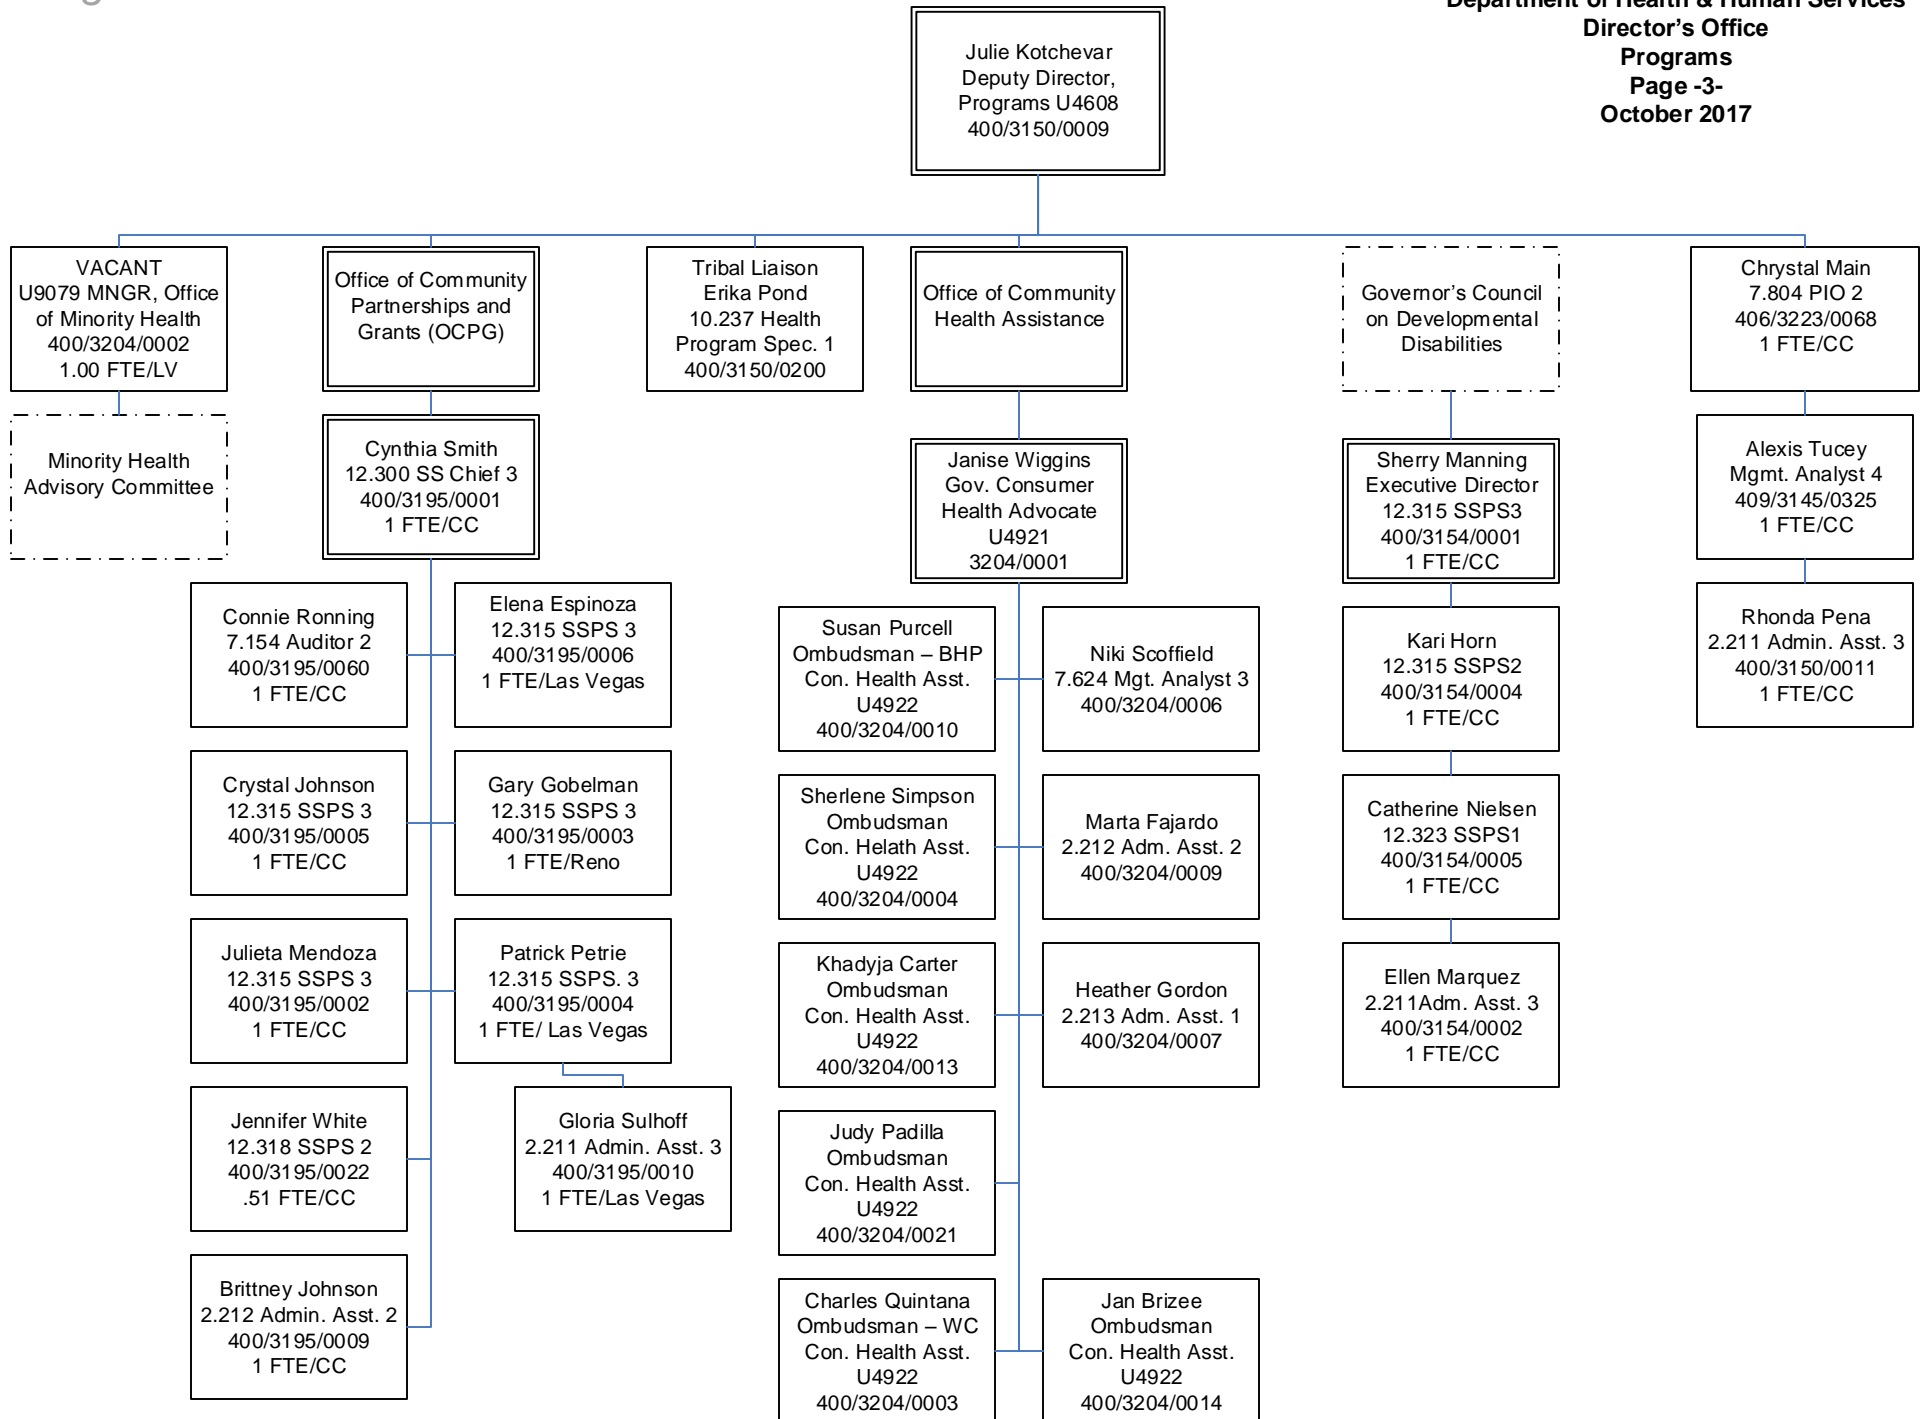 Department of Health & Human Services
Director's Office
Programs
Page -3-
October 2017
Julie Kotchevar
Deputy Director,
Programs U4608
400/3150/0009
VACANT
U9079 MNGR, Office
of Minority Health
400/3204/0002
1.00 FTE/LV
Minority Health
Advisory Committee
Office of Community
Partnerships and
Grants (OCPG)
Cynthia Smith
12.300 SS Chief 3
400/3195/0001
1 FTE/CC
Connie Ronning
7.154 Auditor 2
400/3195/0060
1 FTE/CC
Elena Espinoza
12.315 SSPS 3
400/3195/0006
1 FTE/Las Vegas
Crystal Johnson
12.315 SSPS 3
400/3195/0005
1 FTE/CC
Gary Gobelman
12.315 SSPS 3
400/3195/0003
1 FTE/Reno
Julieta Mendoza
12.315 SSPS 3
400/3195/0002
1 FTE/CC
Patrick Petrie
12.315 SSPS. 3
400/3195/0004
1 FTE/ Las Vegas
Jennifer White
12.318 SSPS 2
400/3195/0022
.51 FTE/CC
Gloria Sulhoff
2.211 Admin. Asst. 3
400/3195/0010
1 FTE/Las Vegas
Brittney Johnson
2.212 Admin. Asst. 2
400/3195/0009
1 FTE/CC
Tribal Liaison
Erika Pond
10.237 Health
Program Spec. 1
400/3150/0200
Office of Community
Health Assistance
Janise Wiggins
Gov. Consumer
Health Advocate
U4921
3204/0001
Susan Purcell
Ombudsman – BHP
Con. Health Asst.
U4922
400/3204/0010
Niki Scoffield
7.624 Mgt. Analyst 3
400/3204/0006
Sherlene Simpson
Ombudsman
Con. Helath Asst.
U4922
400/3204/0004
Marta Fajardo
2.212 Adm. Asst. 2
400/3204/0009
Khadyja Carter
Ombudsman
Con. Health Asst.
U4922
400/3204/0013
Heather Gordon
2.213 Adm. Asst. 1
400/3204/0007
Judy Padilla
Ombudsman
Con. Health Asst.
U4922
400/3204/0021
Charles Quintana
Ombudsman – WC
Con. Health Asst.
U4922
400/3204/0003
Jan Brizee
Ombudsman
Con. Health Asst.
U4922
400/3204/0014
Governor's Council
on Developmental
Disabilities
Sherry Manning
Executive Director
12.315 SSPS3
400/3154/0001
1 FTE/CC
Kari Horn
12.315 SSPS2
400/3154/0004
1 FTE/CC
Catherine Nielsen
12.323 SSPS1
400/3154/0005
1 FTE/CC
Ellen Marquez
2.211Adm. Asst. 3
400/3154/0002
1 FTE/CC
Chrystal Main
7.804 PIO 2
406/3223/0068
1 FTE/CC
Alexis Tucey
Mgmt. Analyst 4
409/3145/0325
1 FTE/CC
Rhonda Pena
2.211 Admin. Asst. 3
400/3150/0011
1 FTE/CC